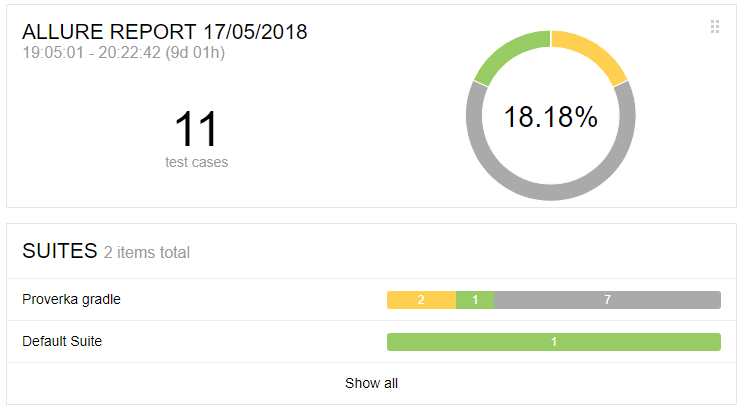 ALLURE REPORT 17/05/2018
19:05:01 - 20:22:42 (9d 01h)
11
test cases
18.18%
SUITES 2 items total
Proverka gradle
2 1 7
Default Suite
1
Show all